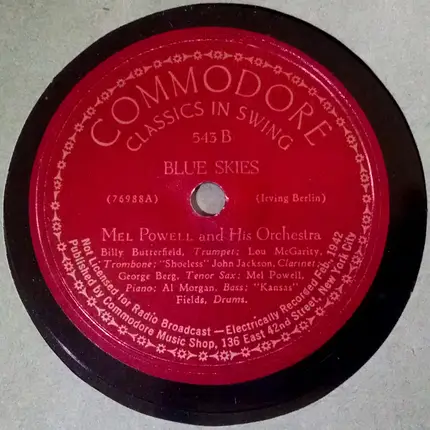 COMMODORE
CLASSICS IN SWING
543 B
BLUE SKIES
(76988A) (Irving Berlin)
MEL POWELL and His Orchestra
Billy Butterfield, Trumpet; Lou McGarity,
Trombone; "Shoeless" John Jackson, Clarinet;
George Berg, Tenor Sax; Mel Powell,
Piano; Al Morgan, Bass; "Kansas"
Fields, Drums.
Not Licensed for Radio Broadcast—Electrically Recorded Feb. 1942
Published by Commodore Music Shop, 136 East 42nd Street, New York City